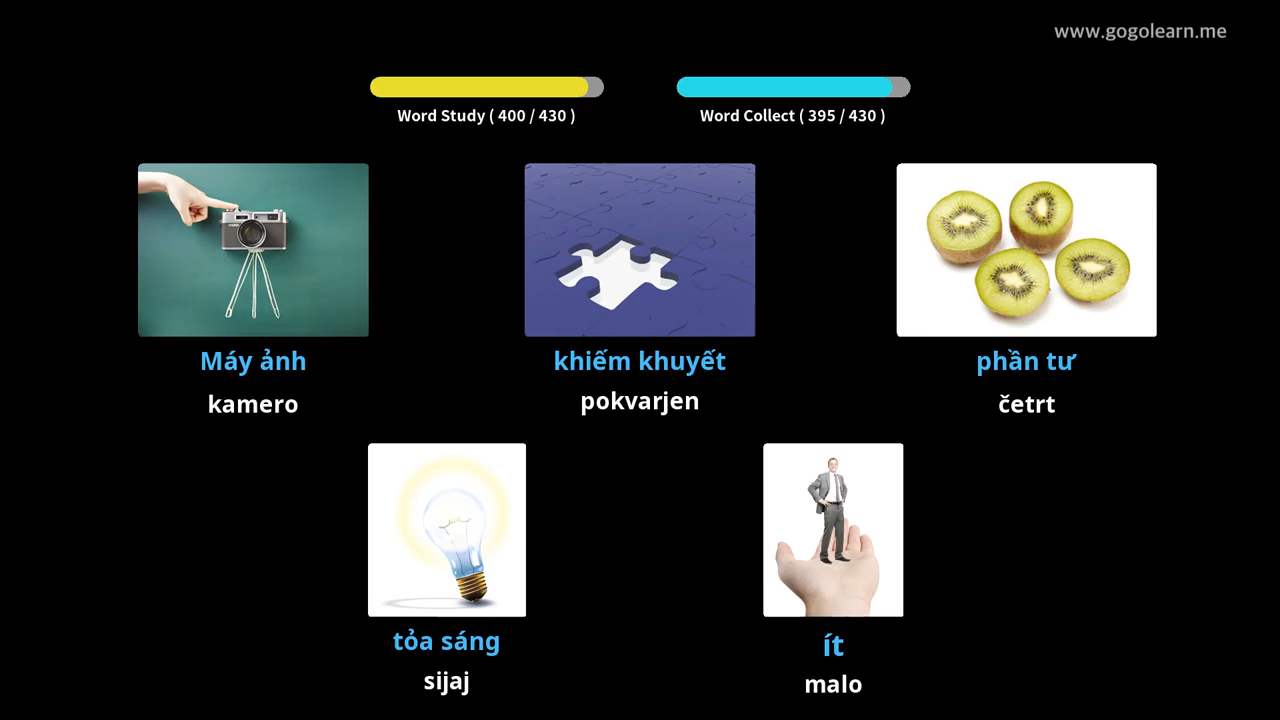 www.gogolearn.me
Word Study ( 400 / 430 )
Word Collect ( 395 / 430 )
Máy ảnh
khiếm khuyết
phần tư
kamero
pokvarjen
četrt
tỏa sáng
ít
sijaj
malo